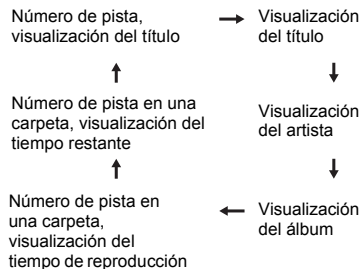 Número de pista,
visualización del título
Visualización
del título
Visualización
del artista
Visualización
del álbum
Número de pista en
una carpeta,
visualización del
tiempo de reproducción
Número de pista en una
carpeta, visualización del
tiempo restante